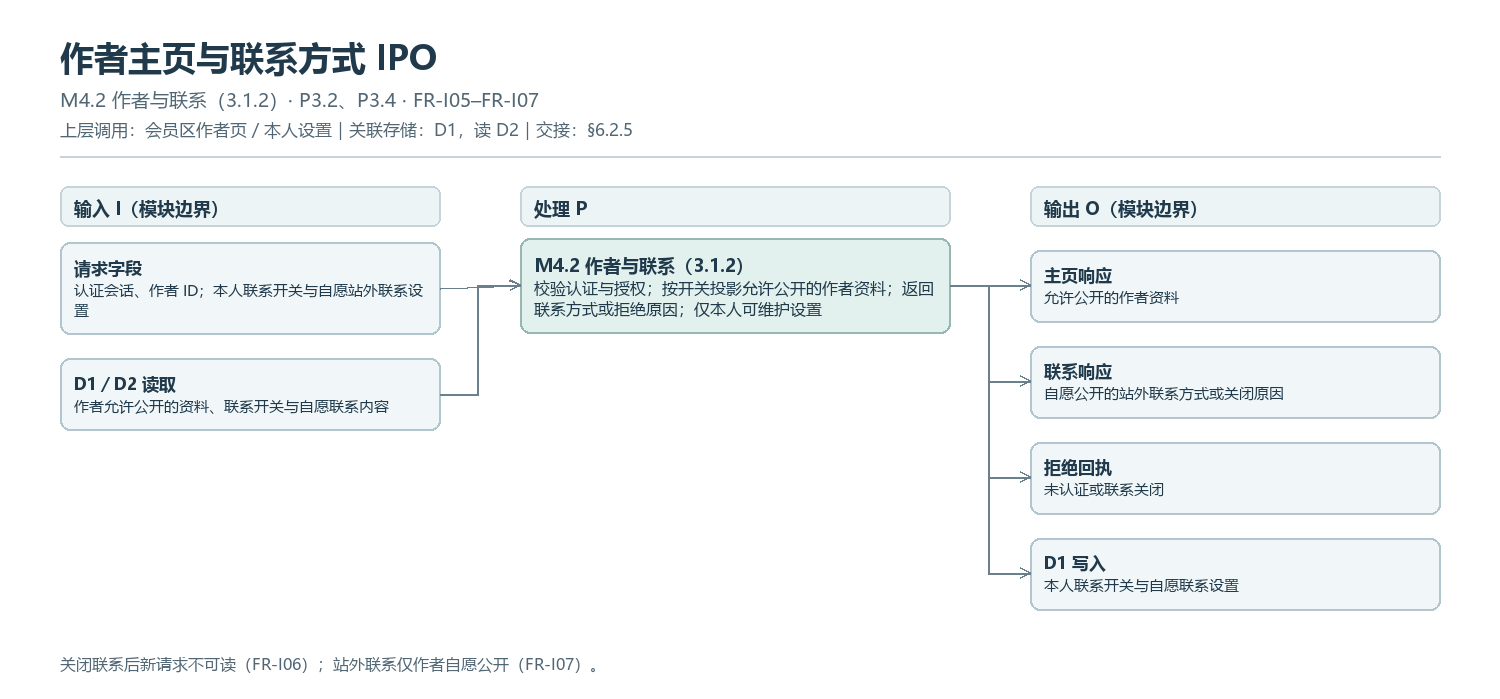 作者主页与联系方式 IPO
M4.2 作者与联系（3.1.2）· P3.2、P3.4 · FR-I05–FR-I07
上层调用：会员区作者页 / 本人设置 | 关联存储：D1，读 D2 | 交接：§6.2.5
输入 I（模块边界）
请求字段
认证会话、作者 ID；本人联系开关与自愿站外联系设
置
D1 / D2 读取
作者允许公开的资料、联系开关与自愿联系内容
处理 P
M4.2 作者与联系（3.1.2）
校验认证与授权；按开关投影允许公开的作者资料；返回
联系方式或拒绝原因；仅本人可维护设置
输出 O（模块边界）
主页响应
允许公开的作者资料
联系响应
自愿公开的站外联系方式或关闭原因
拒绝回执
未认证或联系关闭
D1 写入
本人联系开关与自愿联系设置
关闭联系后新请求不可读（FR-I06）；站外联系仅作者自愿公开（FR-I07）。